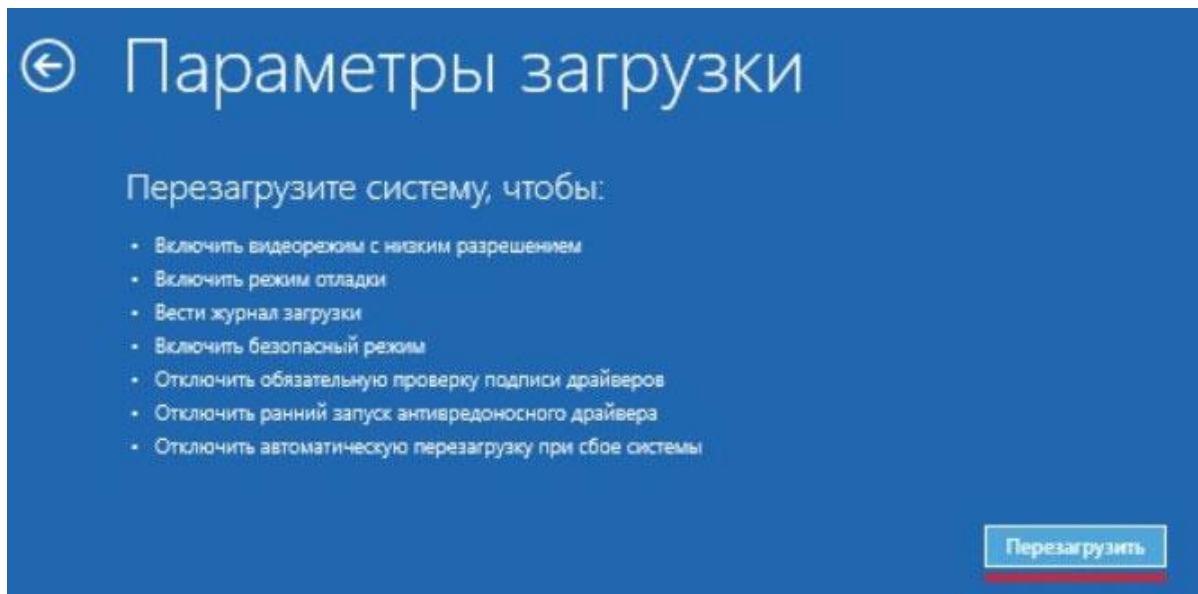 Параметры загрузки
Перезагрузите систему, чтобы:
• Включить видеорежим с низким разрешением
• Включить режим отладки
• Вести журнал загрузки
• Включить безопасный режим
• Отключить обязательную проверку подписи драйверов
• Отключить ранний запуск антивредоносного драйвера
• Отключить автоматическую перезагрузку при сбое системы
Перезагрузить